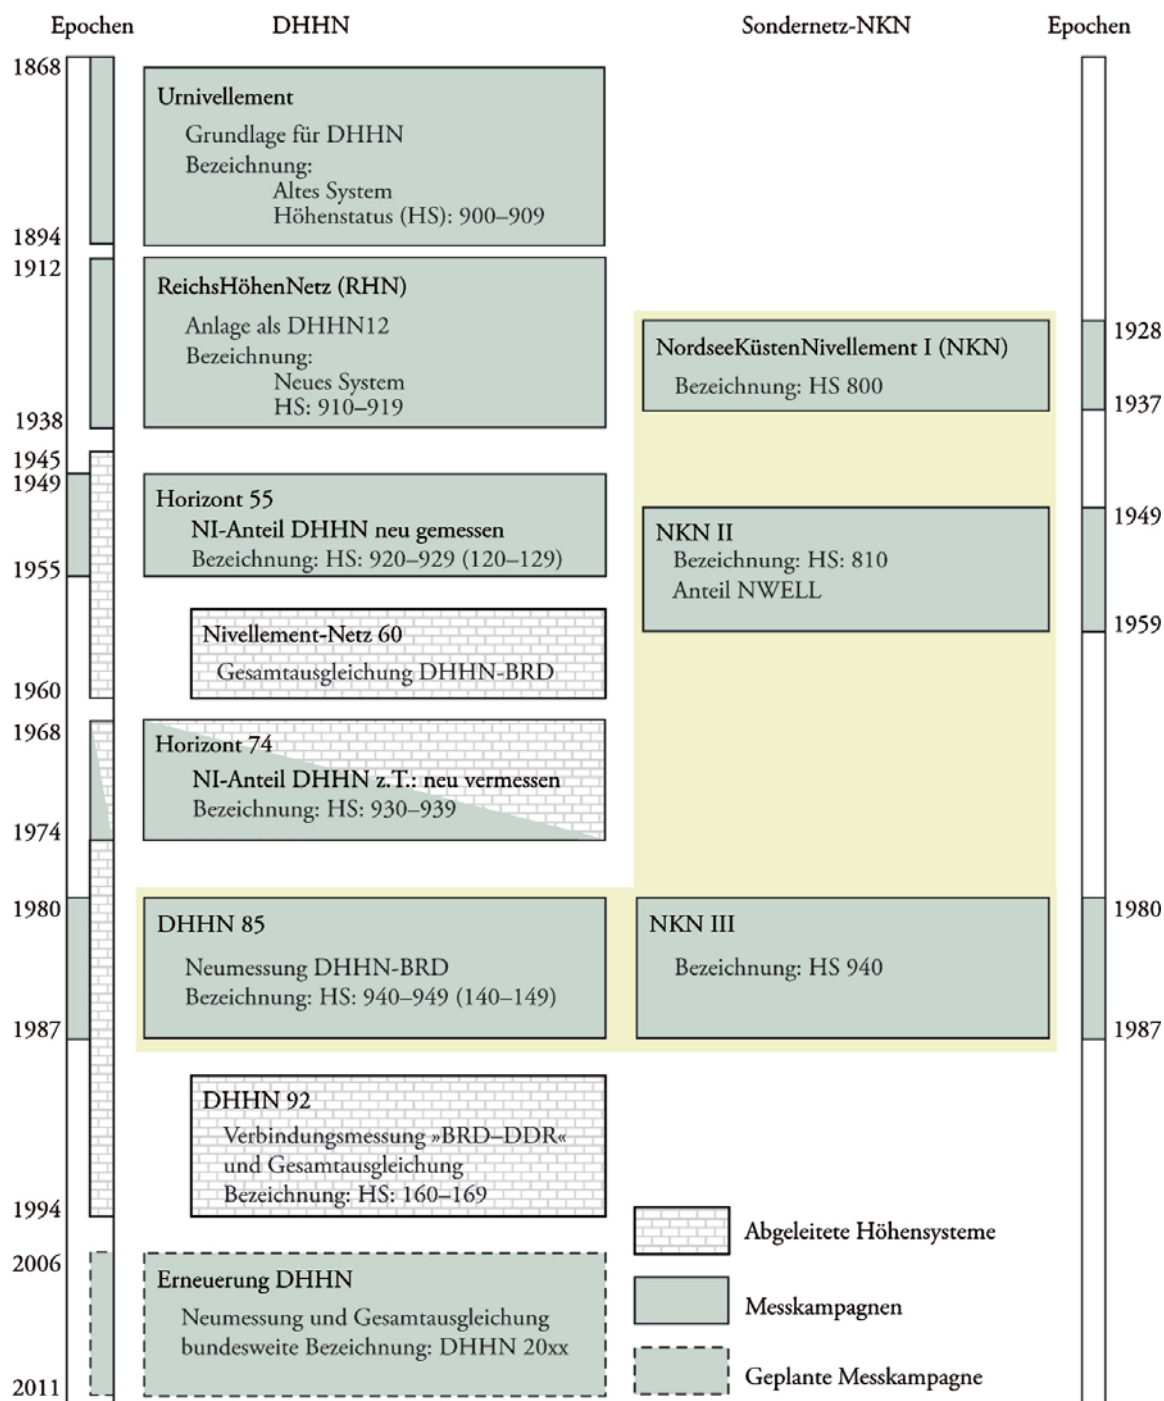 Epochen
DHHN
Sondernetz-NKN
Epochen
1868
Urnivellement
Grundlage für DHHN
Bezeichnung:
Altes System
Höhenstatus (HS): 900–909
1894
1912
ReichsHöhenNetz (RHN)
Anlage als DHHN12
Bezeichnung:
Neues System
HS: 910–919
1938
NordseeKüstenNivellement I (NKN)
Bezeichnung: HS 800
1928
1937
1945
1949
Horizont 55
NI-Anteil DHHN neu gemessen
Bezeichnung: HS: 920–929 (120–129)
1955
NKN II
Bezeichnung: HS: 810
Anteil NWELL
1949
1959
Nivellement-Netz 60
Gesamtausgleichung DHHN-BRD
1960
1968
Horizont 74
NI-Anteil DHHN z.T.: neu vermessen
Bezeichnung: HS: 930–939
1974
1980
DHHN 85
Neumessung DHHN-BRD
Bezeichnung: HS: 940–949 (140–149)
1987
NKN III
Bezeichnung: HS 940
1980
1987
DHHN 92
Verbindungsmessung »BRD–DDR«
und Gesamtausgleichung
Bezeichnung: HS: 160–169
1994
2006
Erneuerung DHHN
Neumessung und Gesamtausgleichung
bundesweite Bezeichnung: DHHN 20xx
2011
Abgeleitete Höhensysteme
Messkampagnen
Geplante Messkampagne